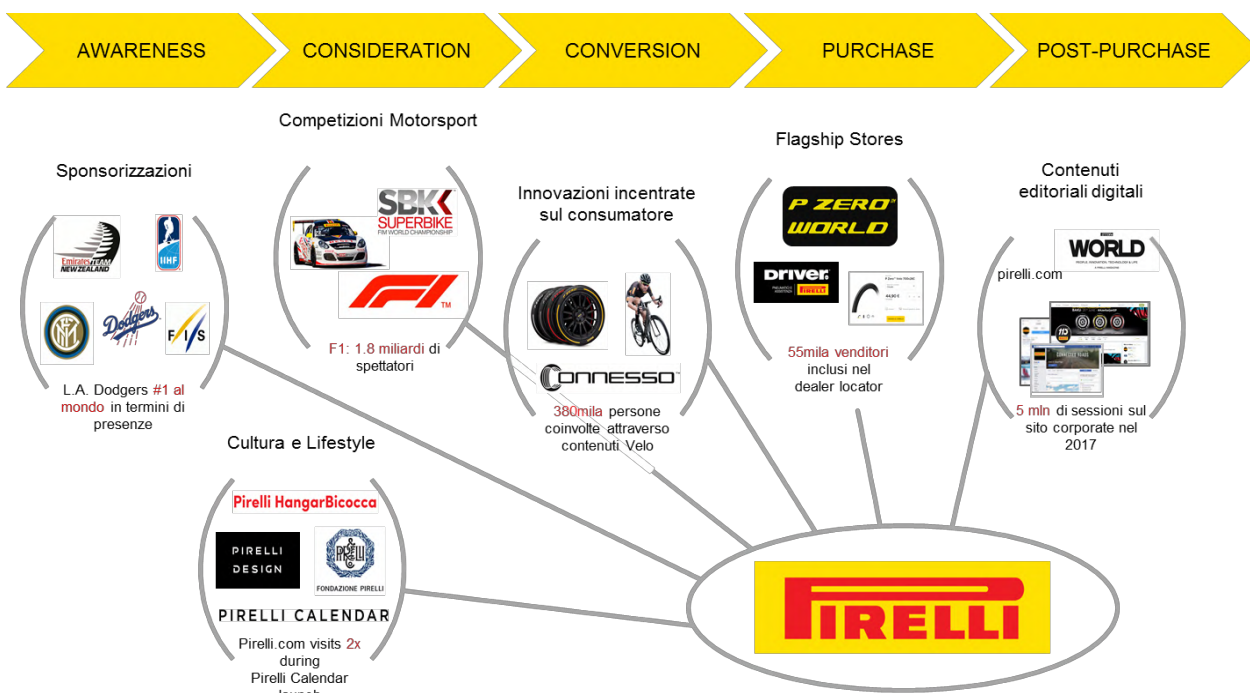 AWARENESS
CONSIDERATION
CONVERSION
PURCHASE
POST-PURCHASE
Sponsorizzazioni
Emirates TEAM
NEW ZEALAND
IIHF
Dodgers
F/I/S
L.A. Dodgers #1 al
mondo in termini di
presenze
Competizioni Motorsport
SBK
SUPERBIKE
FIM WORLD CHAMPIONSHIP
F1
TM
F1: 1.8 miliardi di
spettatori
Innovazioni incentrate
sul consumatore
CONNESSO
380mila persone
coinvolte attraverso
contenuti Velo
Flagship Stores
P ZERO
WORLD
DRIVER
PIRELLI
55mila venditori
inclusi nel
dealer locator
Contenuti
editoriali digitali
WORLD
pirelli.com
5 mln di sessioni sul
sito corporate nel
2017
Cultura e Lifestyle
Pirelli HangarBicocca
PIRELLI
DESIGN
PIRELLI
FONDAZIONE PIRELLI
PIRELLI CALENDAR
Pirelli.com visits 2x
during
Pirelli Calendar
launch
PIRELLI